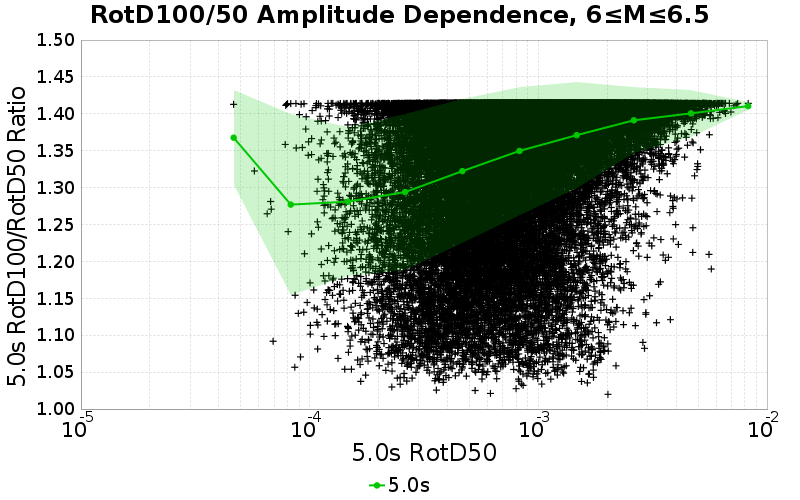 RotD100/50 Amplitude Dependence, 6≤M≤6.5
5.0s RotD100/RotD50 Ratio
1.50
1.45
1.40
1.35
1.30
1.25
1.20
1.15
1.10
1.05
1.00
10^-5 10^-4 10^-3 10^-2
5.0s RotD50
5.0s